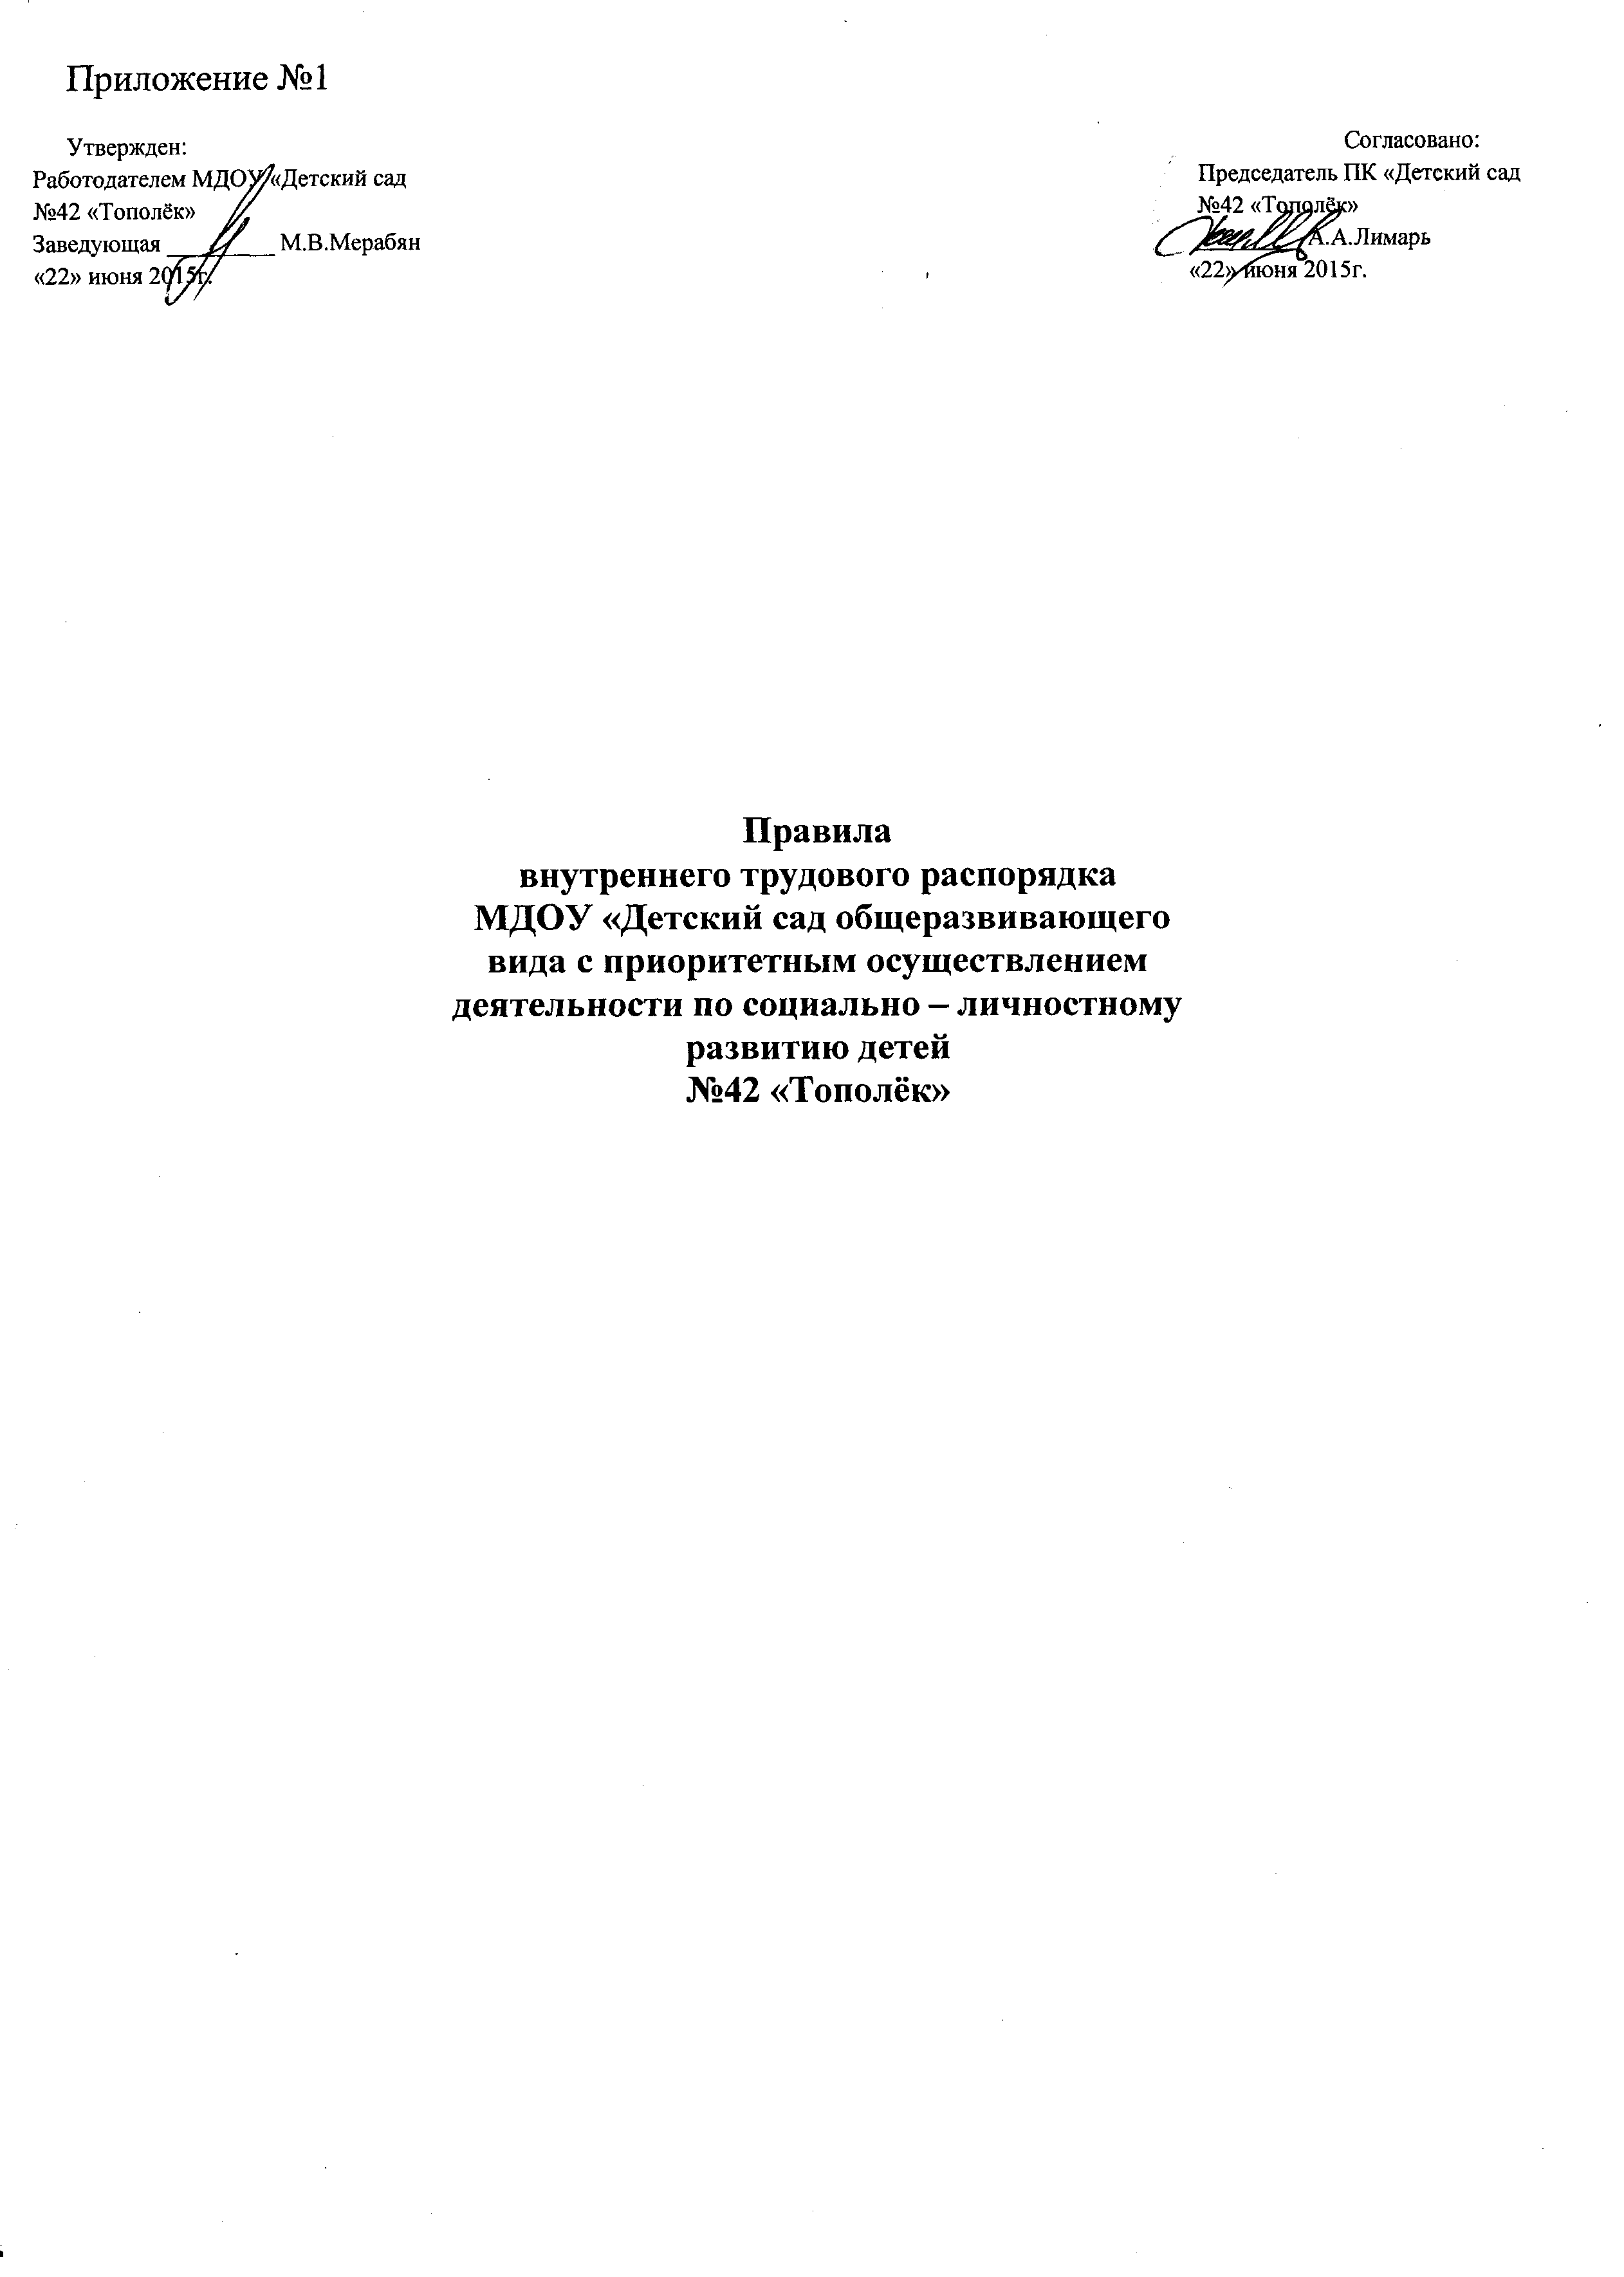 Приложение №1
Утвержден:
Работодателем МДОУ «Детский сад
№42 «Тополёк»
Заведующая __________ М.В.Мерабян
«22» июня 2015г.
Согласовано:
Председатель ПК «Детский сад
№42 «Тополёк»
А.А.Лимарь
«22» июня 2015г.
Правила
внутреннего трудового распорядка
МДОУ «Детский сад общеразвивающего
вида с приоритетным осуществлением
деятельности по социально – личностному
развитию детей
№42 «Тополёк»